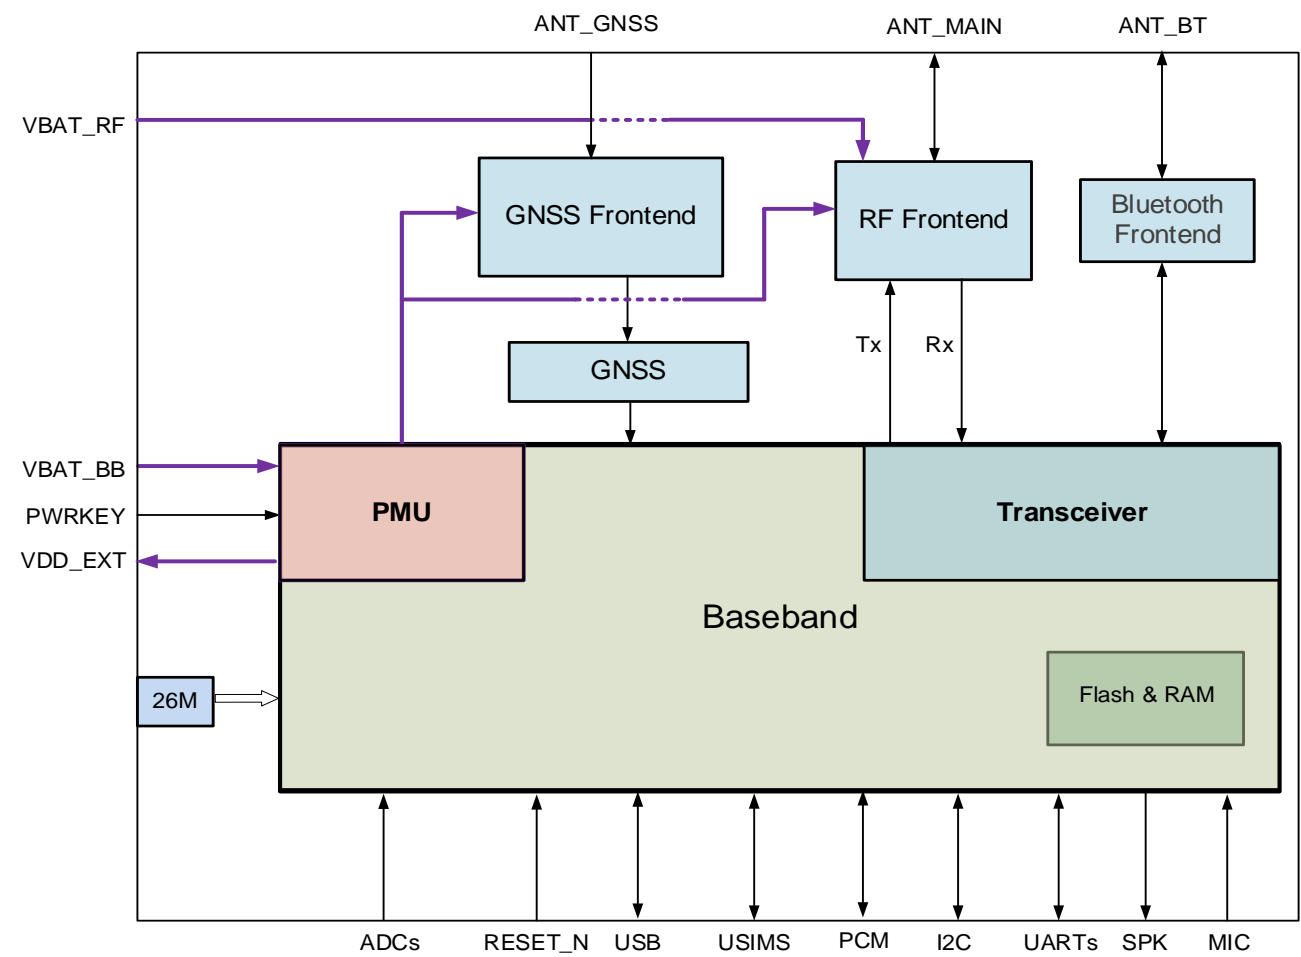 ANT_GNSS
ANT_MAIN
ANT_BT
VBAT_RF
GNSS Frontend
RF Frontend
Bluetooth
Frontend
Tx
Rx
GNSS
VBAT_BB
PWRKEY
VDD_EXT
PMU
Transceiver
Baseband
26M
Flash & RAM
ADCs
RESET_N
USB
USIMS
PCM
I2C
UARTs
SPK
MIC